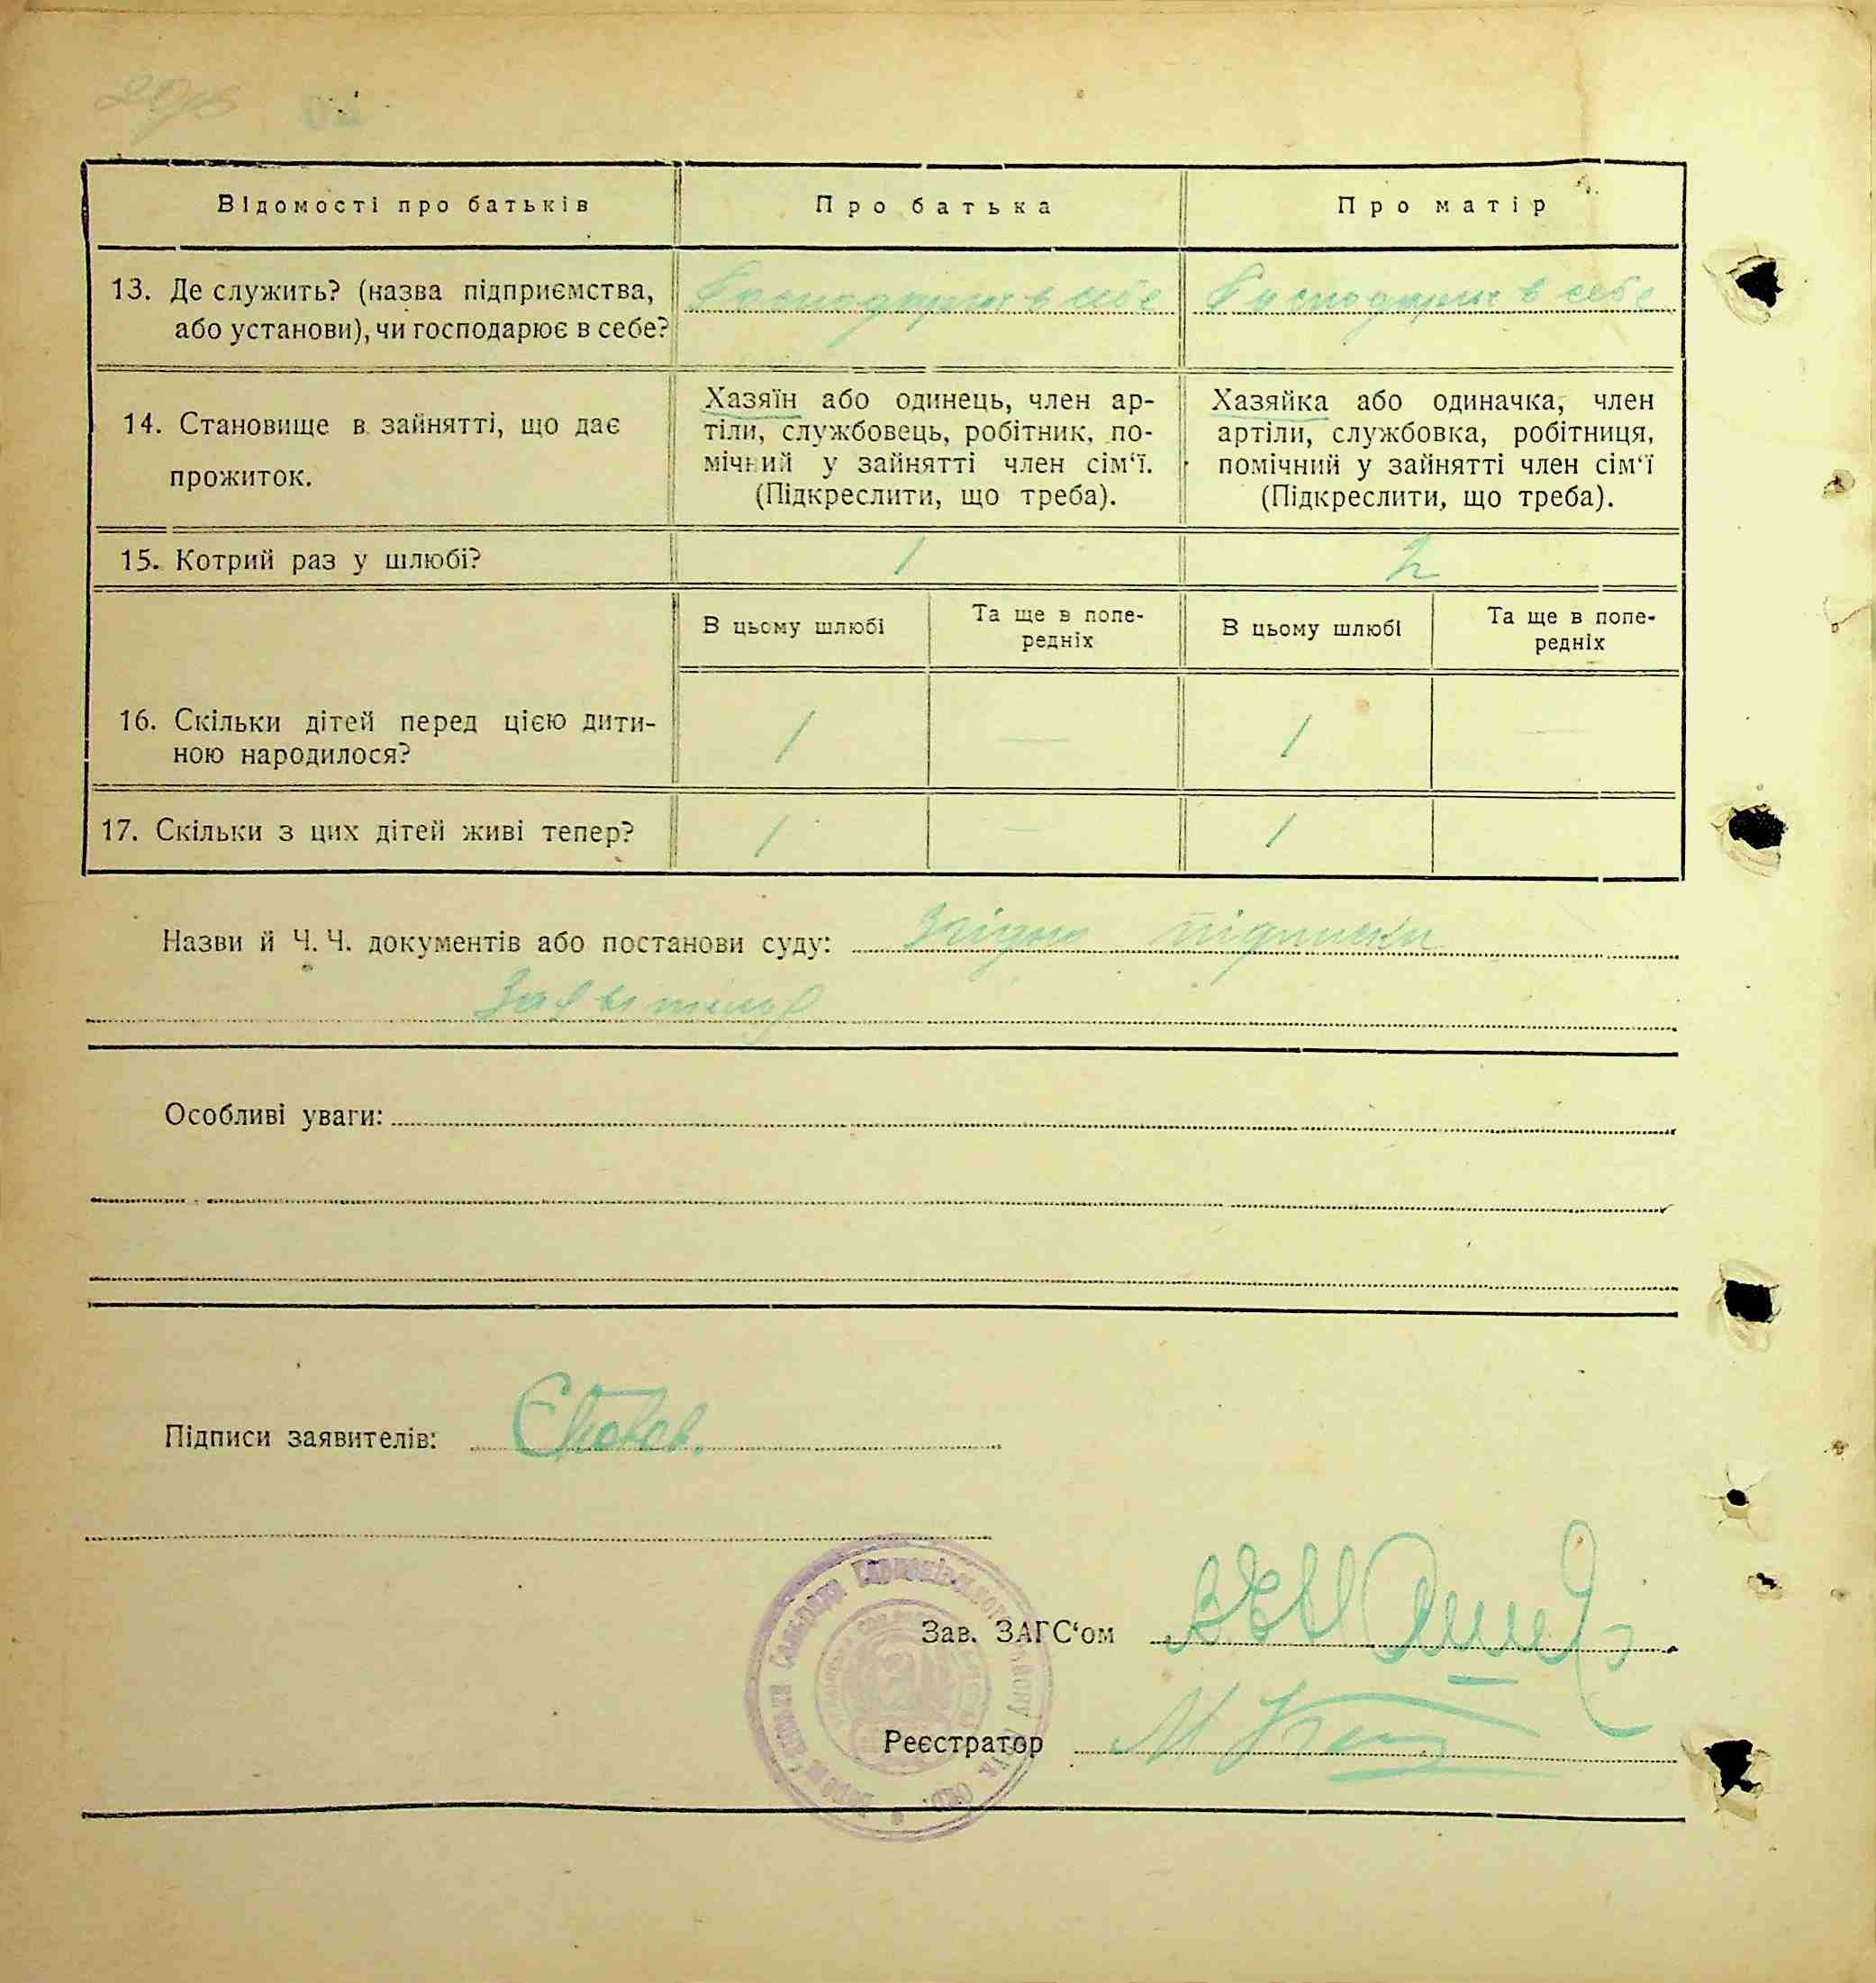 Відомості про батьків
Про батька
Про матір
13. Де служить? (назва підприємства,
або установи), чи господарює в себе?
Господарює в себе
Господарює в себе
14. Становище в зайнятті, що дає
прожиток.
Хазяїн або одинець, член ар-
тіли, службовець, робітник, по-
мічний у зайнятті член сім‘ї.
(Підкреслити, що треба).
Хазяйка або одиначка, член
артіли, службовка, робітниця,
помічний у зайнятті член сім‘ї
(Підкреслити, що треба).
15. Котрий раз у шлюбі?
1
2
В цьому шлюбі
Та ще в попе-
редніх
В цьому шлюбі
Та ще в попе-
редніх
16. Скільки дітей перед цією дити-
ною народилося?
1
—
1
—
17. Скільки з цих дітей живі тепер?
1
—
1
Назви й Ч. Ч. документів або постанови суду: Згідно підписки
Особливі уваги:
Підписи заявителів:
Зав. ЗАГС‘ом
Реєстратор